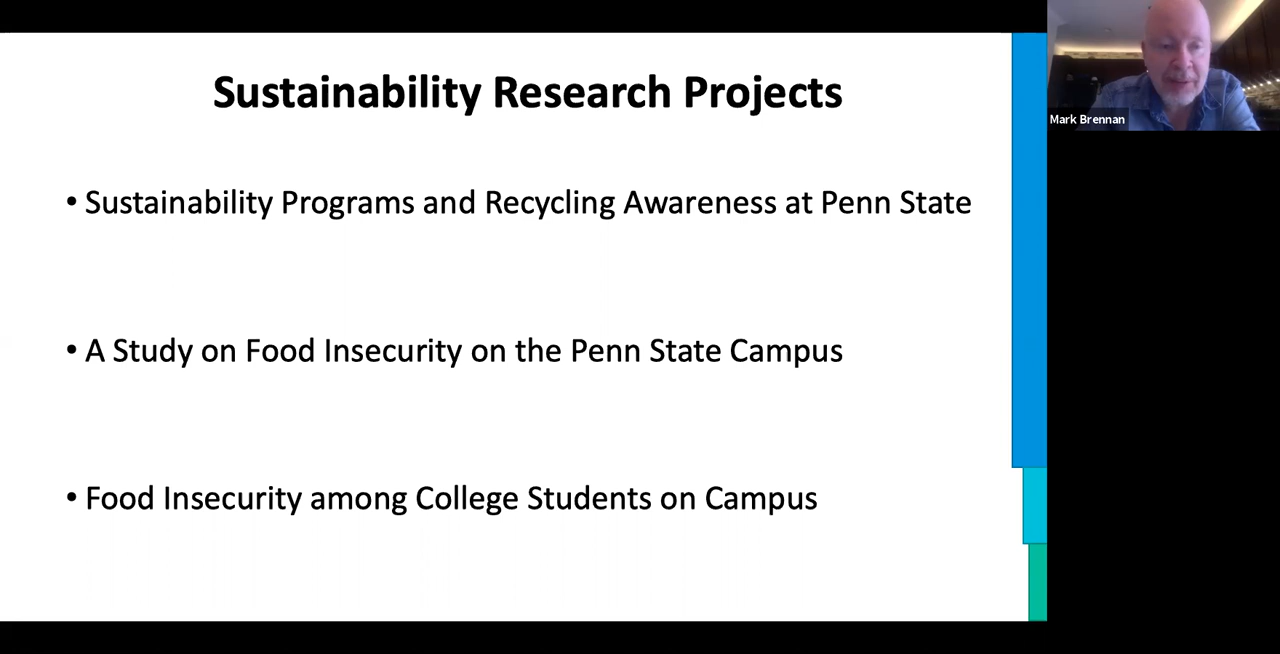 Sustainability Research Projects
• Sustainability Programs and Recycling Awareness at Penn State
• A Study on Food Insecurity on the Penn State Campus
• Food Insecurity among College Students on Campus
Mark Brennan